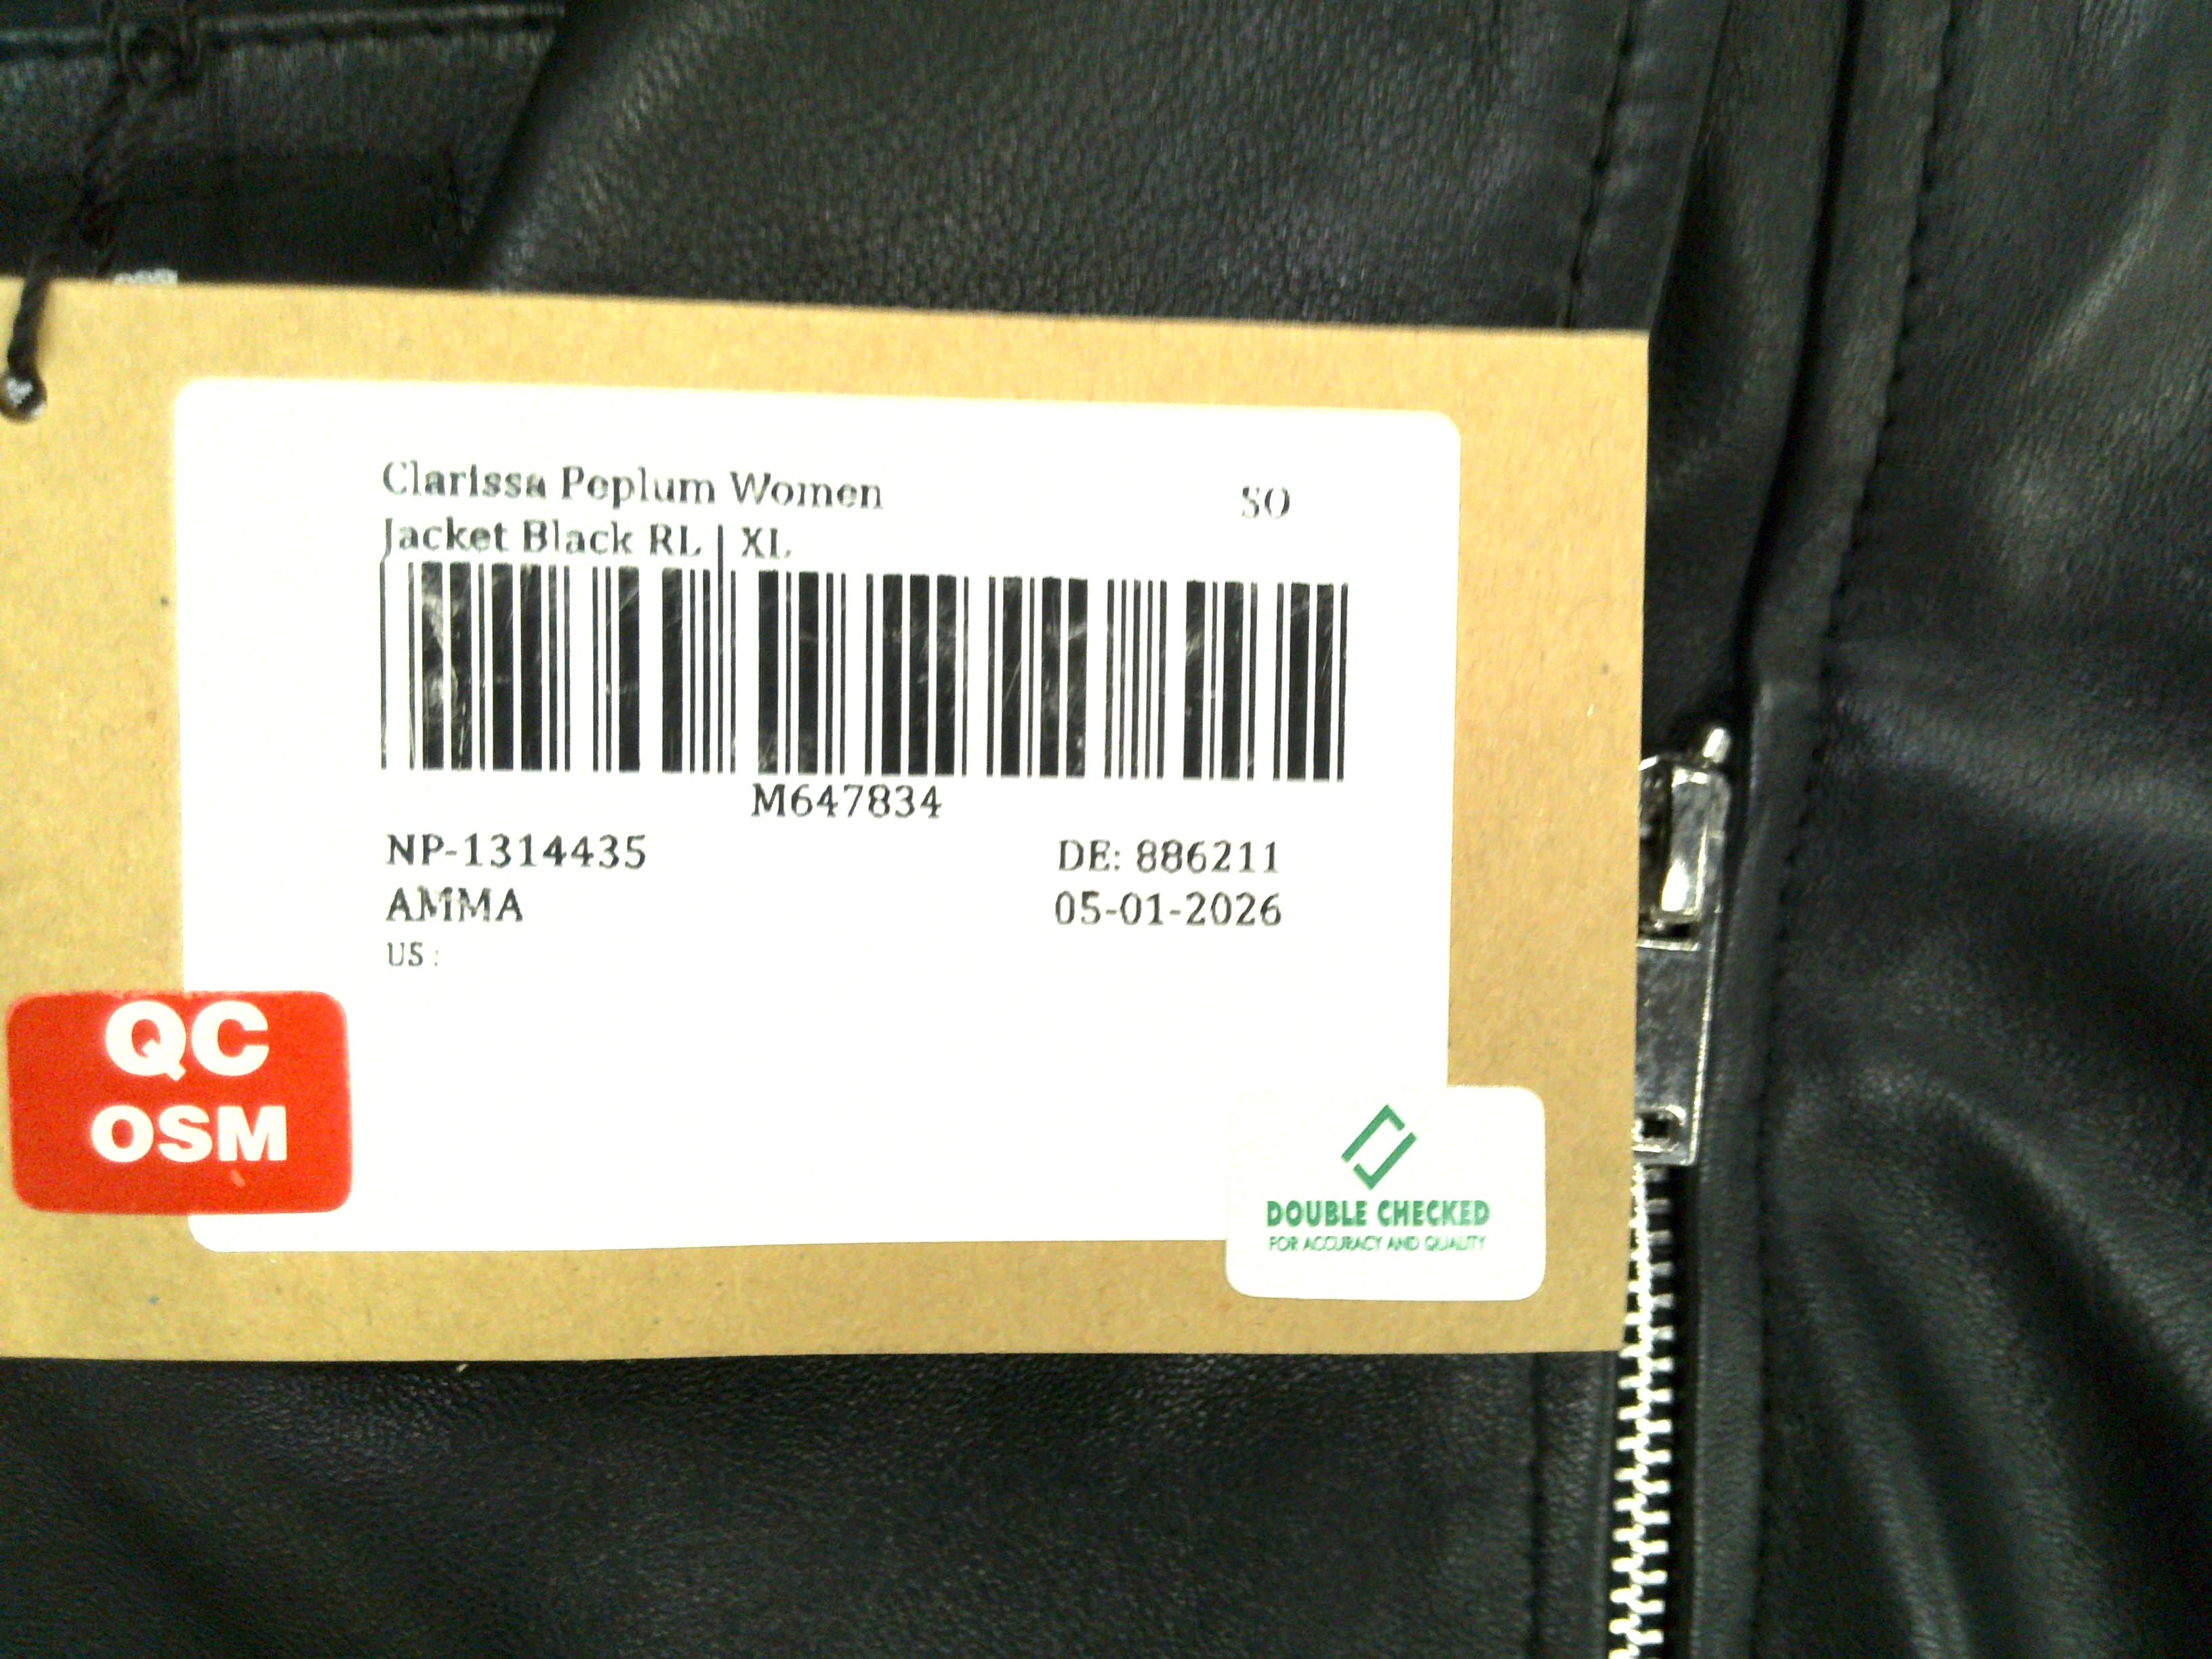 Clarissa Peplum Women
SO
Jacket Black RL | XL
M647834
NP-1314435
DE: 886211
AMMA
05-01-2026
US :
QC
OSM
DOUBLE CHECKED
FOR ACCURACY AND QUALITY